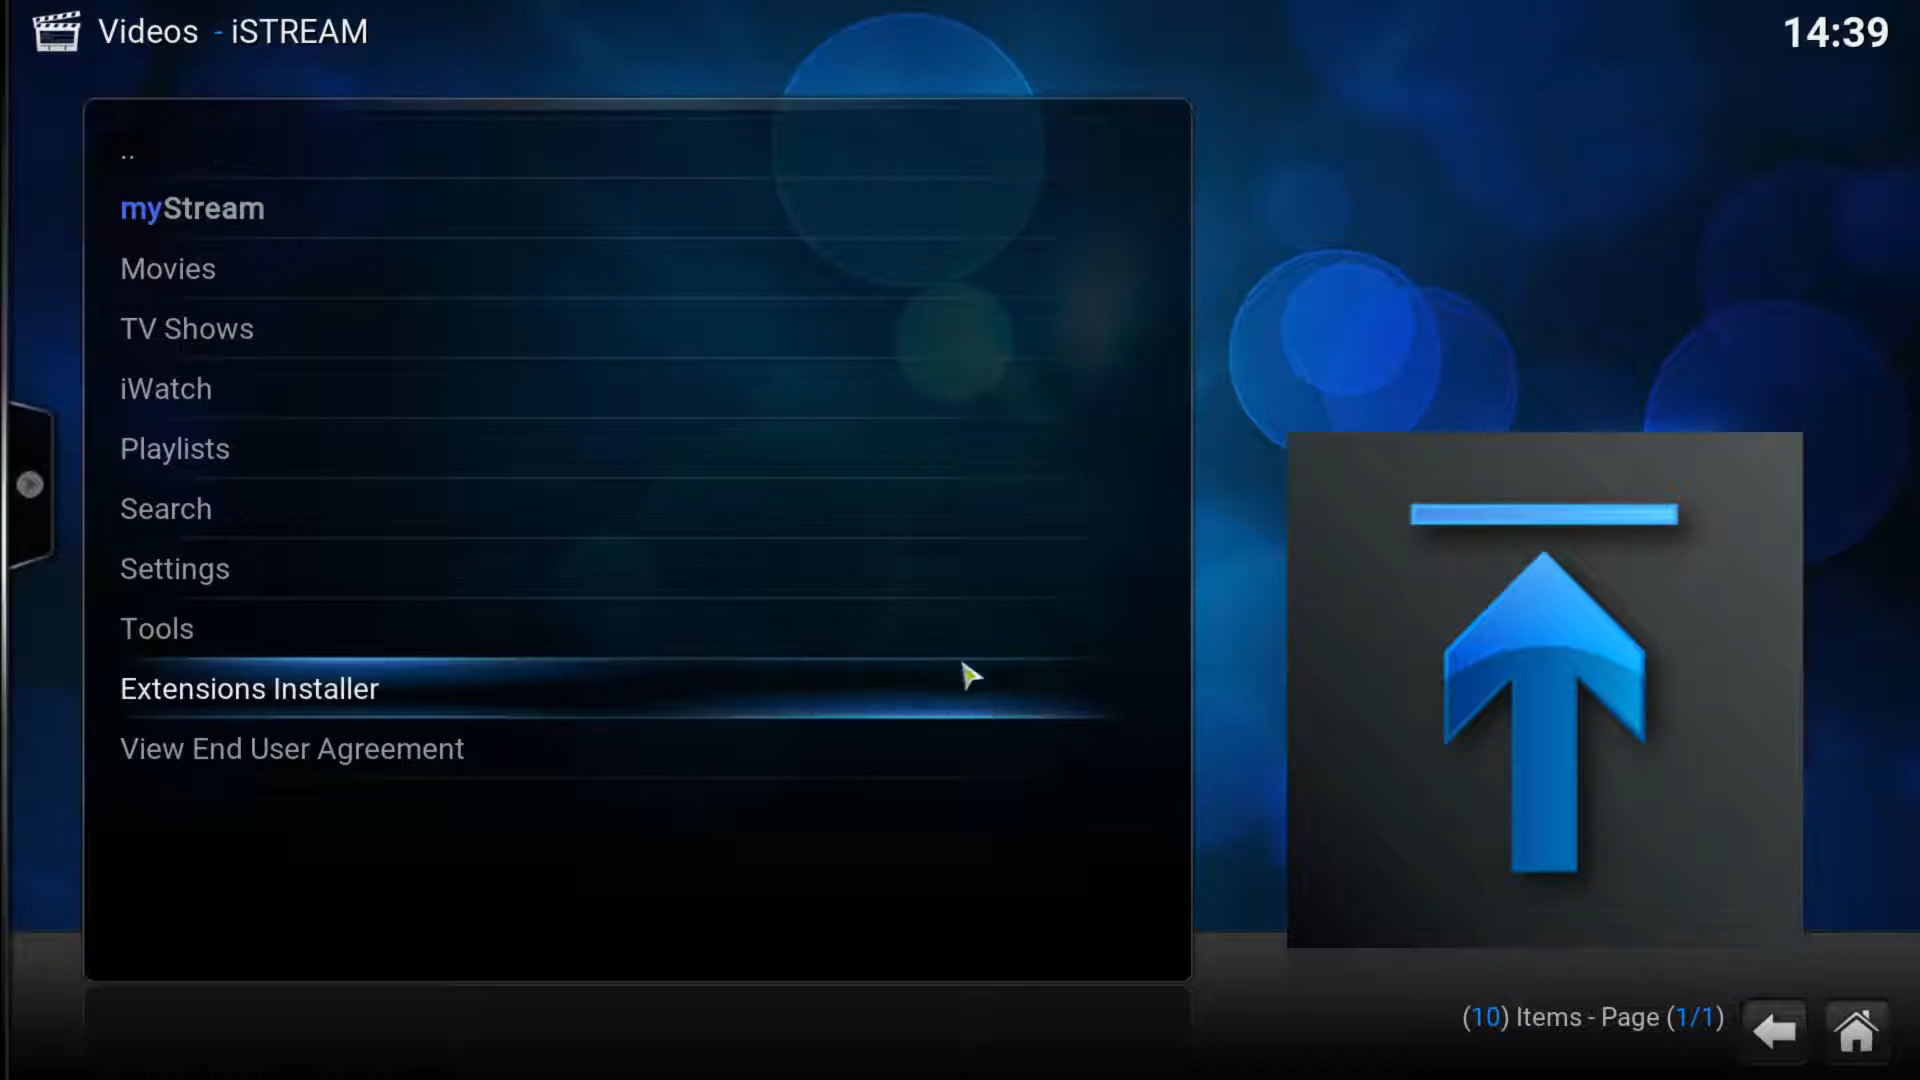 Videos - iSTREAM
14:39
..
myStream
Movies
TV Shows
iWatch
Playlists
Search
Settings
Tools
Extensions Installer
View End User Agreement
(10) Items - Page (1/1)